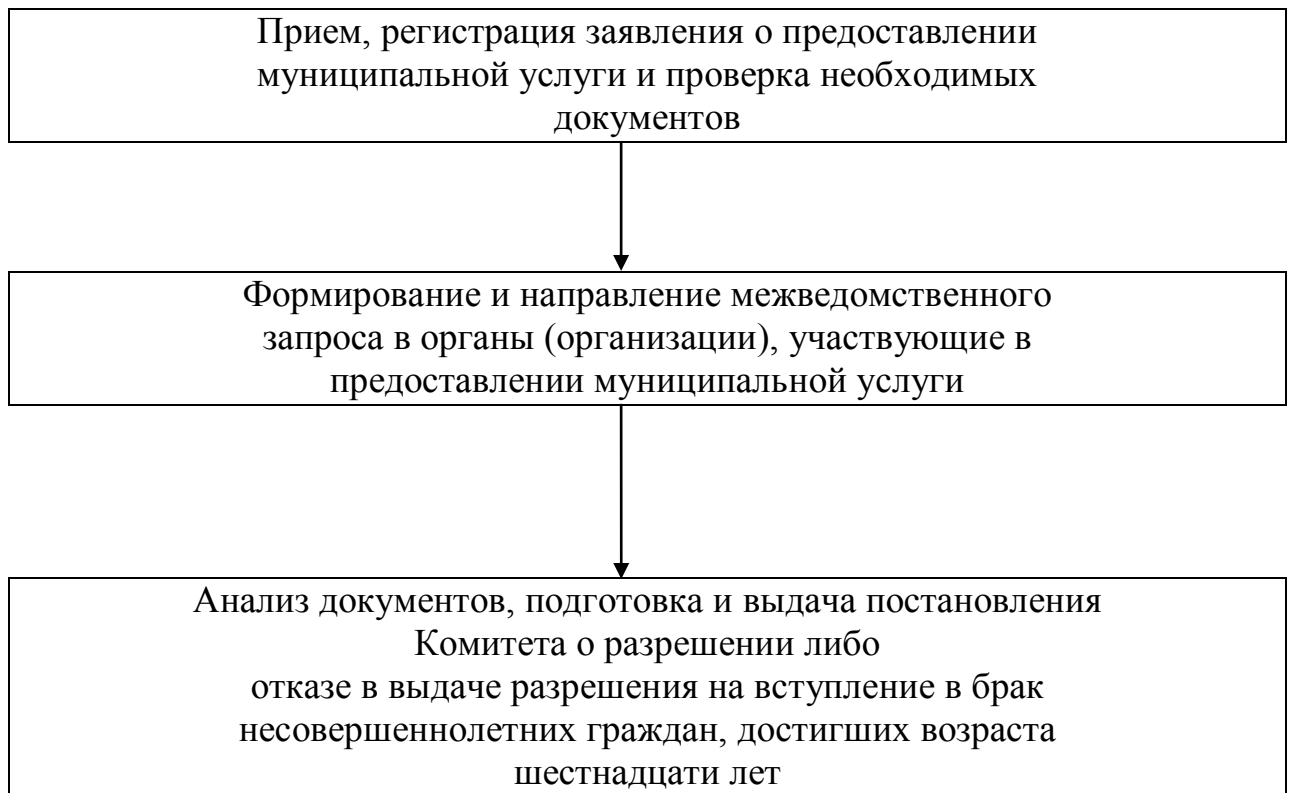 Прием, регистрация заявления о предоставлении
муниципальной услуги и проверка необходимых
документов
Формирование и направление межведомственного
запроса в органы (организации), участвующие в
предоставлении муниципальной услуги
Анализ документов, подготовка и выдача постановления
Комитета о разрешении либо
отказе в выдаче разрешения на вступление в брак
несовершеннолетних граждан, достигших возраста
шестнадцати лет